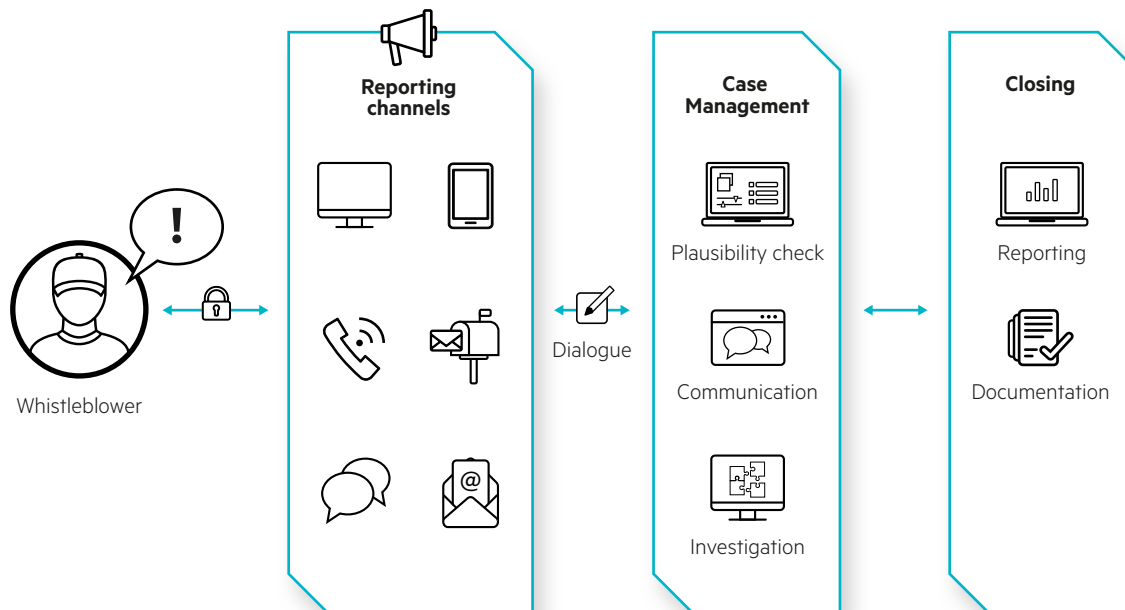 Reporting
channels
Case
Management
Closing
!
Plausibility check
Reporting
Dialogue
Whistleblower
Communication
Documentation
@
Investigation